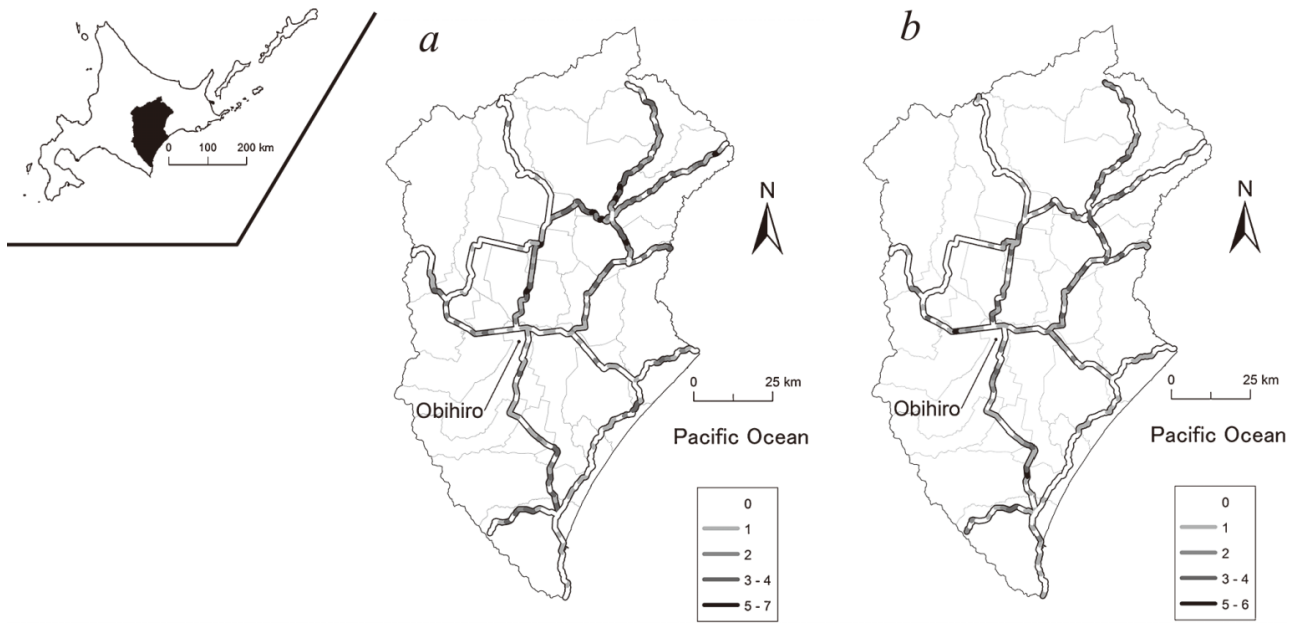 0 100 200 km
a
N
Obihiro
0 25 km
Pacific Ocean
0
1
2
3 - 4
5 - 7
b
N
Obihiro
0 25 km
Pacific Ocean
0
1
2
3 - 4
5 - 6